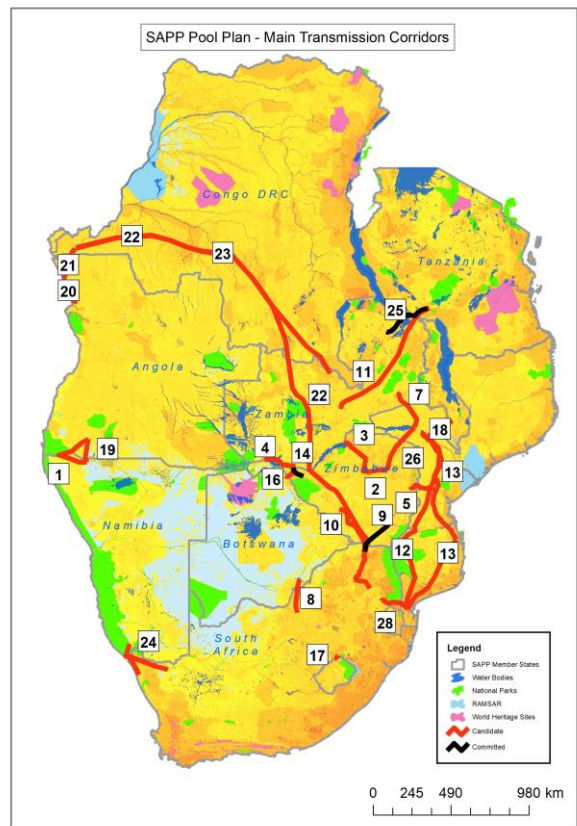 SAPP Pool Plan - Main Transmission Corridors
Congo DRC
22
23
21
20
Tanzania
25
Angola
11
22
7
Zambia
3
18
19
4
14
Zimbabwe
26
13
1
16
2
5
9
Namibia
10
Botswana
12
13
8
28
South
Africa
17
24
Legend
SAPP Member States
Water Bodies
National Parks
RAMSAR
World Heritage Sites
Candidate
Committed
0 245 490 980 km